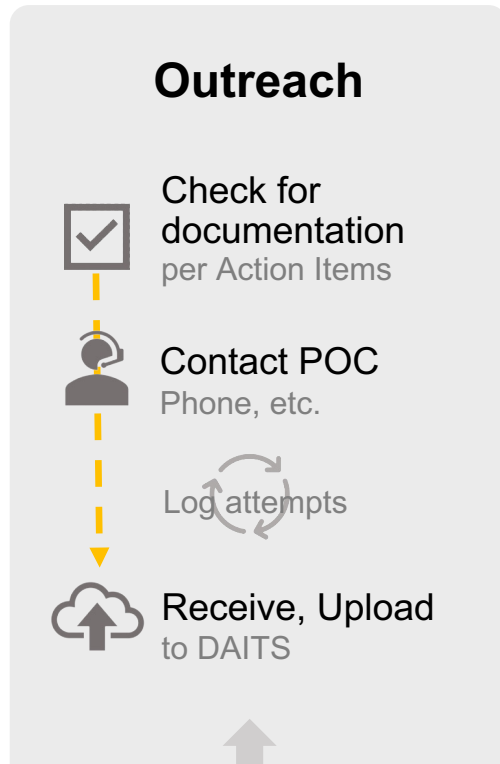 Outreach
Check for
documentation
per Action Items
Contact POC
Phone, etc.
Log attempts
Receive, Upload
to DAITS